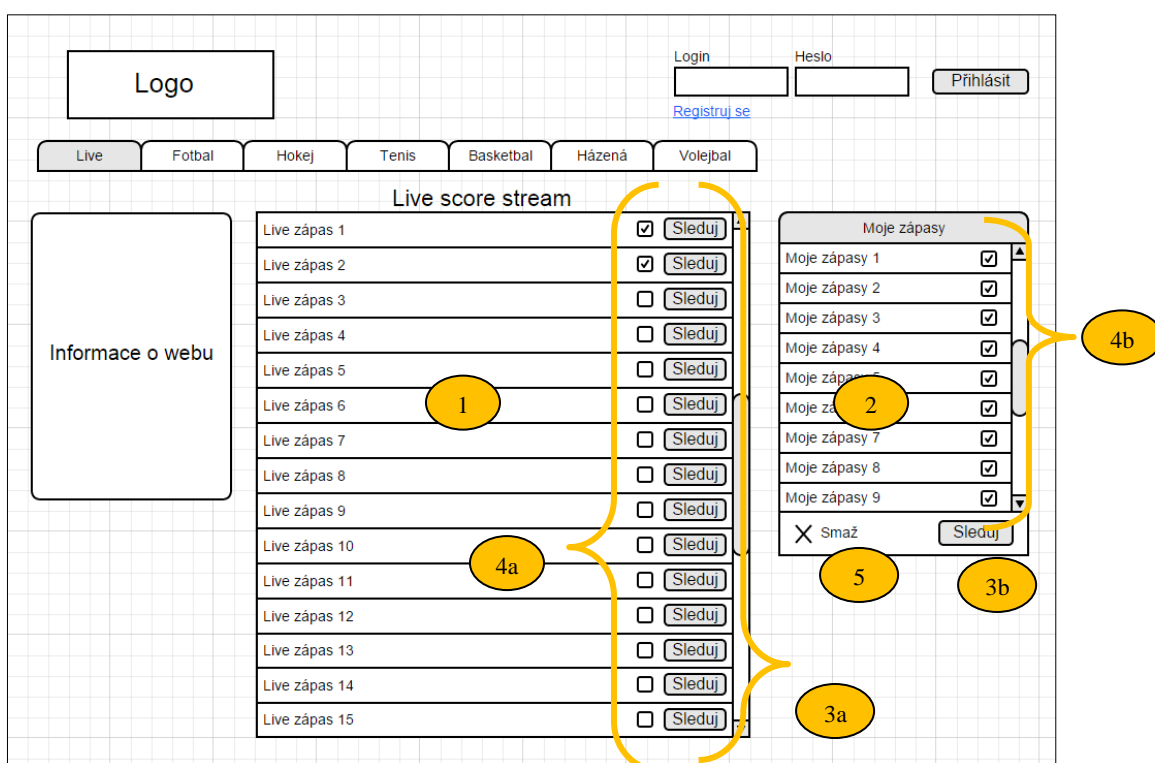 Logo
Login Heslo
Přihlásit
Registruj se
Live Fotbal Hokej Tenis Basketbal Házená Volejbal
Live score stream
Informace o webu
Live zápas 1 Sleduj
Live zápas 2 Sleduj
Live zápas 3 Sleduj
Live zápas 4 Sleduj
Live zápas 5 Sleduj
Live zápas 6 Sleduj
Live zápas 7 Sleduj
Live zápas 8 Sleduj
Live zápas 9 Sleduj
Live zápas 10 Sleduj
Live zápas 11 Sleduj
Live zápas 12 Sleduj
Live zápas 13 Sleduj
Live zápas 14 Sleduj
Live zápas 15 Sleduj
1
4a
3a
Moje zápasy
Moje zápasy 1
Moje zápasy 2
Moje zápasy 3
Moje zápasy 4
Moje
Moje
Moje zápasy 7
Moje zápasy 8
Moje zápasy 9
Smaž Sleduj
2
4b
5
3b